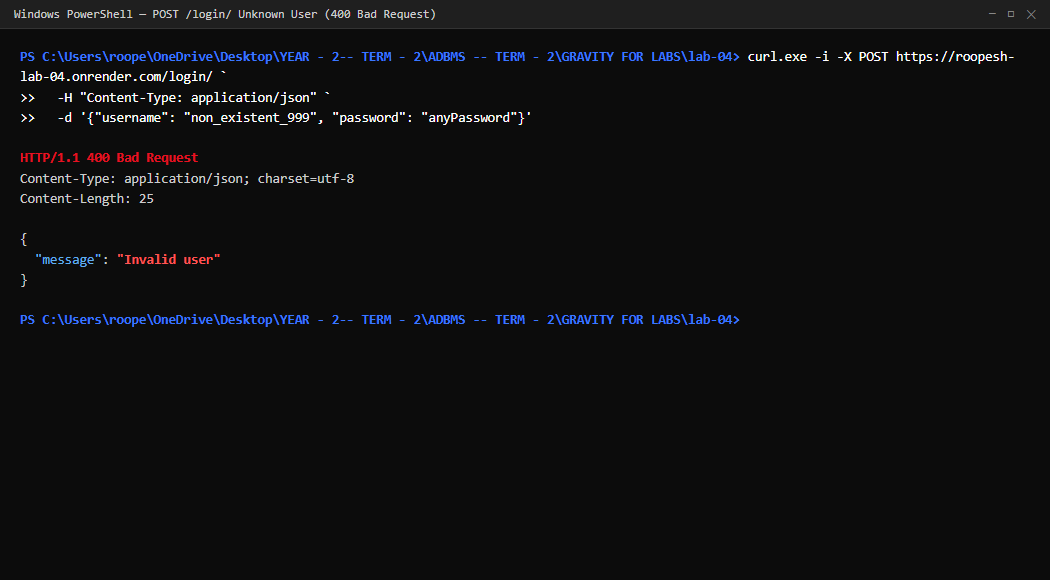 Windows PowerShell — POST /login/ Unknown User (400 Bad Request)
PS C:\Users\roope\OneDrive\Desktop\YEAR - 2-- TERM - 2\ADBMS -- TERM - 2\GRAVITY FOR LABS\lab-04> curl.exe -i -X POST https://roopesh-
lab-04.onrender.com/login/ `
>>   -H "Content-Type: application/json" `
>>   -d '{"username": "non_existent_999", "password": "anyPassword"}'
HTTP/1.1 400 Bad Request
Content-Type: application/json; charset=utf-8
Content-Length: 25
{
  "message": "Invalid user"
}
PS C:\Users\roope\OneDrive\Desktop\YEAR - 2-- TERM - 2\ADBMS -- TERM - 2\GRAVITY FOR LABS\lab-04>